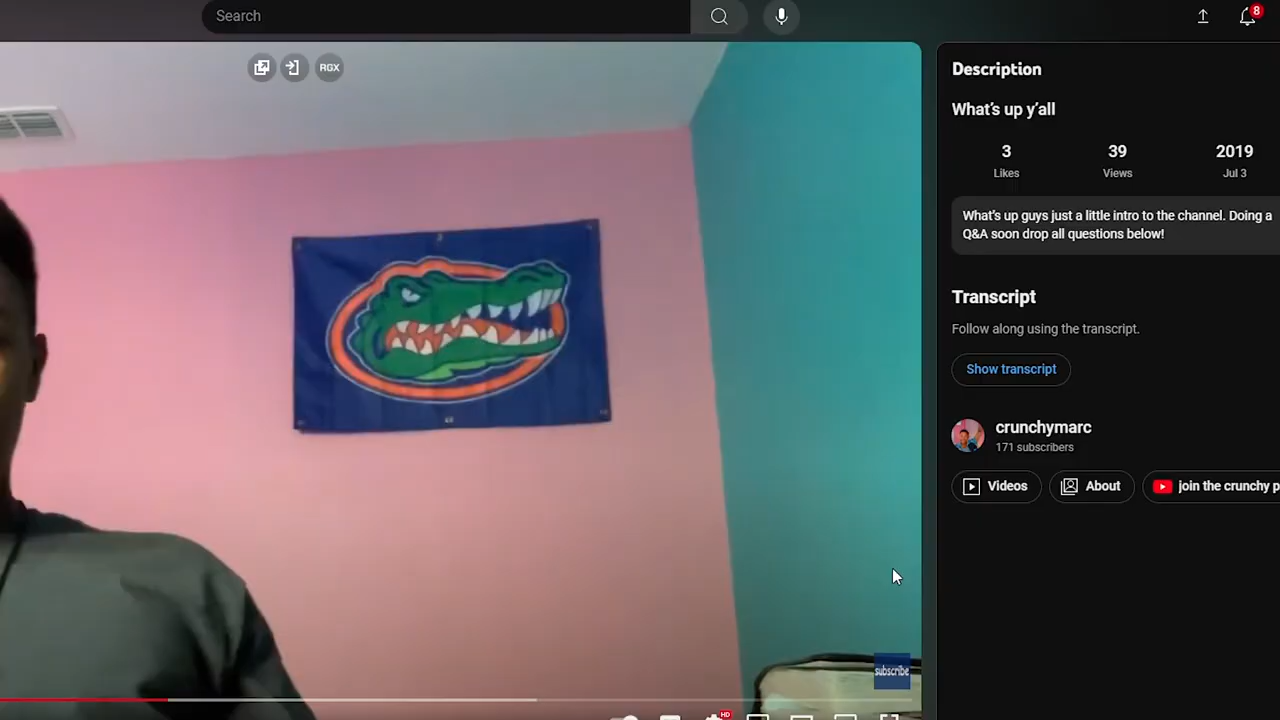 Search
8
RGX
Description
What's up y'all
3 39 2019
Likes Views Jul 3
What's up guys just a little intro to the channel. Doing a
Q&A soon drop all questions below!
Transcript
Follow along using the transcript.
Show transcript
crunchymarc
171 subscribers
Videos About join the crunchy p
subscribe
HD